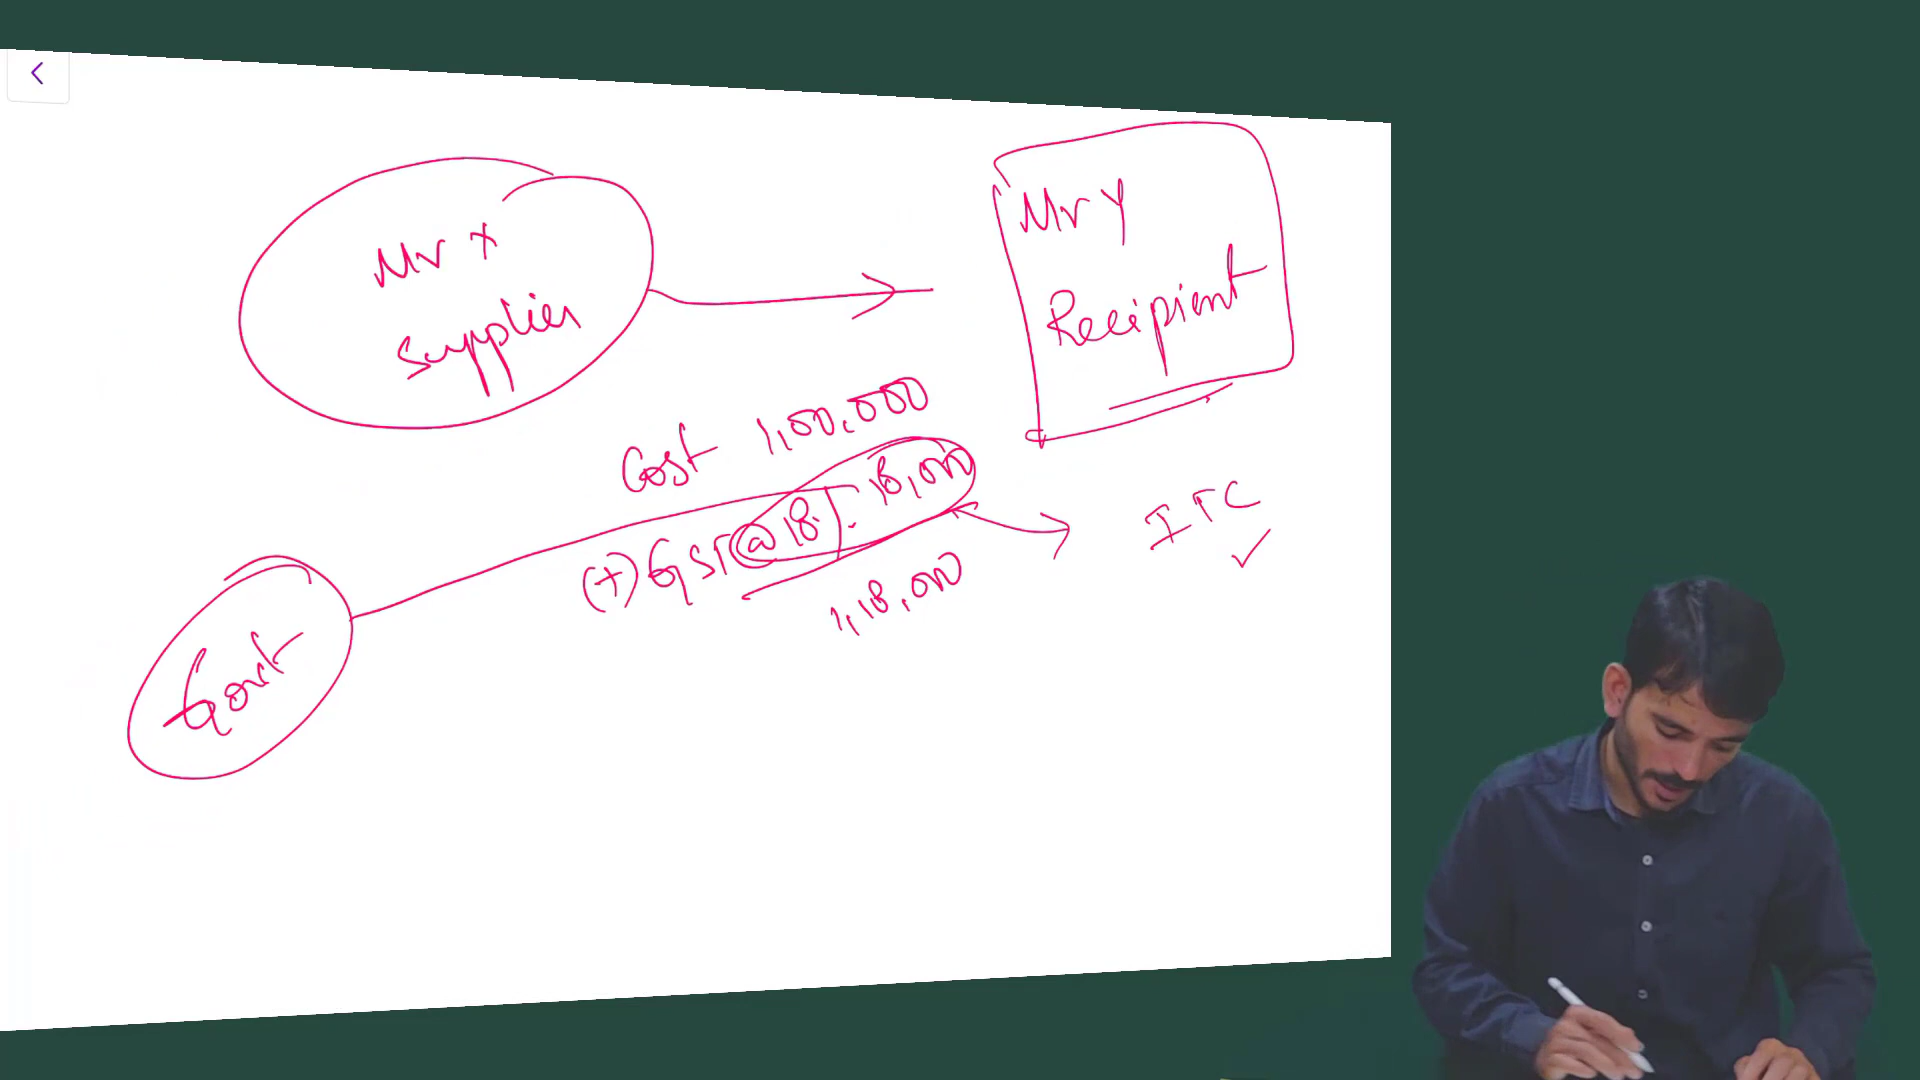 Mr X
Supplier
Mr Y
Recipient
Cost 1,00,000
(+) GST @ 18% 18,000
1,18,000
ITC
Govt